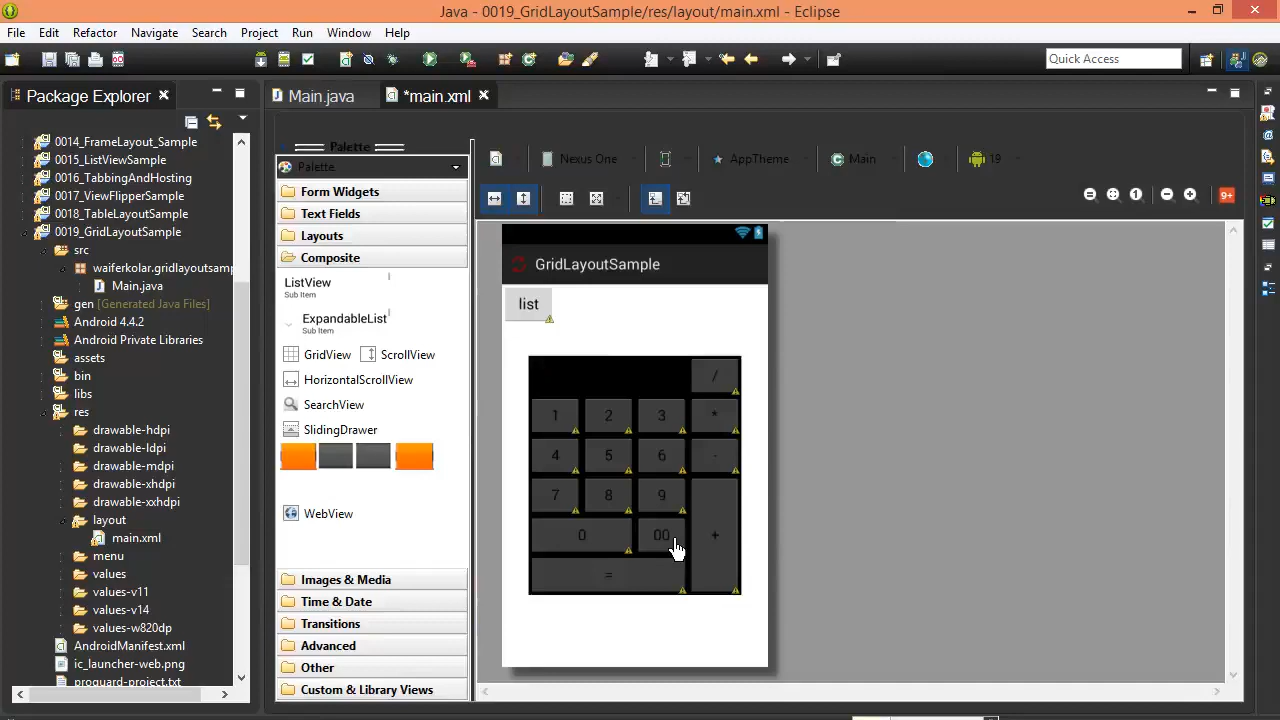 Java - 0019_GridLayoutSample/res/layout/main.xml - Eclipse
File Edit Refactor Navigate Search Project Run Window Help
Quick Access
Package Explorer
Main.java
*main.xml
0014_FrameLayout_Sample
0015_ListViewSample
0016_TabbingAndHosting
0017_ViewFlipperSample
0018_TableLayoutSample
0019_GridLayoutSample
src
waiferkolar.gridlayoutsamp
Main.java
gen [Generated Java Files]
Android 4.4.2
Android Private Libraries
assets
bin
libs
res
drawable-hdpi
drawable-ldpi
drawable-mdpi
drawable-xhdpi
drawable-xxhdpi
layout
main.xml
menu
values
values-v11
values-v14
values-w820dp
AndroidManifest.xml
ic_launcher-web.png
proguard-project.txt
Palette
Palette
Form Widgets
Text Fields
Layouts
Composite
ListView
Sub Item
ExpandableList
Sub Item
GridView ScrollView
HorizontalScrollView
SearchView
SlidingDrawer
WebView
Images & Media
Time & Date
Transitions
Advanced
Other
Custom & Library Views
Nexus One AppTheme Main 19
9+
GridLayoutSample
list
/
1 2 3 *
4 5 6 -
7 8 9
0 00 +
=